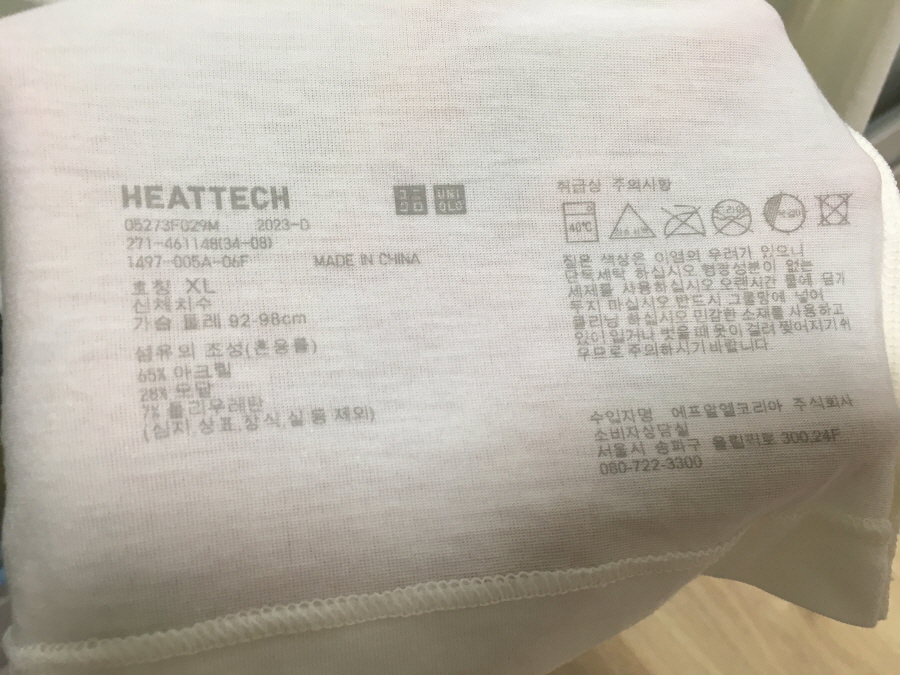 HEATTECH
ユニクロ
UNI
QLO
05273F029M 2023-D
271-461148(34-08)
1497-005A-06F MADE IN CHINA
호칭 XL
신체치수
가슴 둘레 92-98cm
섬유의 조성(혼용률)
65% 아크릴
28% 모달
7% 폴리우레탄
(심지,상표,장식,실 등 제외)
취급상 주의사항
40℃
짙은 색상은 이염의 우려가 있으니
단독세탁 하십시오 형광성분이 없는
세제를 사용하십시오 오랜시간 물에 담가
두지 마십시오 반드시 그물망에 넣어
클리닝 하십시오 민감한 소재를 사용하고
있어 입거나 벗을 때 옷이 걸려 찢어지기 쉬
우므로 주의하시기 바랍니다
수입자명 에프알엘코리아 주식회사
소비자상담실
서울시 송파구 올림픽로 300,24F
080-722-3300